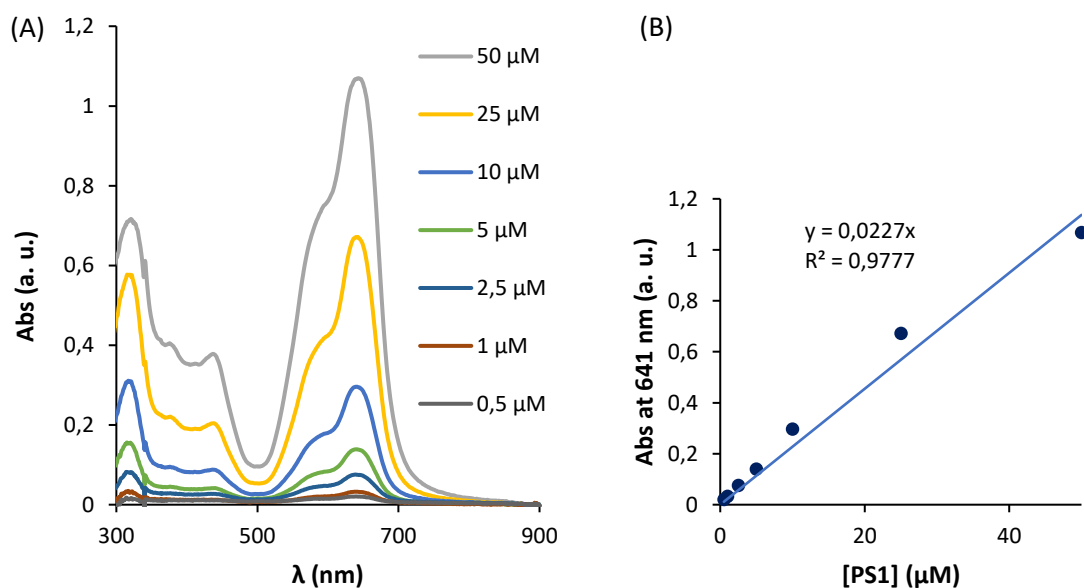 (A)
1,2
1
0,8
0,6
0,4
0,2
0
Abs (a. u.)
300
500
700
900
λ (nm)
50 μM
25 μM
10 μM
5 μM
2,5 μM
1 μM
0,5 μM
(B)
1,2
1
0,8
0,6
0,4
0,2
0
Abs at 641 nm (a. u.)
y = 0,0227x
R² = 0,9777
0
20
40
[PS1] (μM)